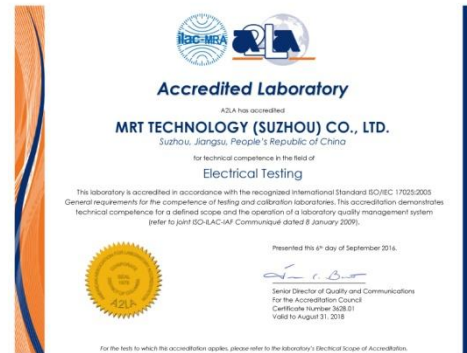 ilac-MRA
A2LA
Accredited Laboratory
A2LA has accredited
MRT TECHNOLOGY (SUZHOU) CO., LTD.
Suzhou, Jiangsu, People's Republic of China
for technical competence in the field of
Electrical Testing
This laboratory is accredited in accordance with the recognized International Standard ISO/IEC 17025:2005
General requirements for the competence of testing and calibration laboratories. This accreditation demonstrates
technical competence for a defined scope and the operation of a laboratory quality management system
(refer to joint ISO-ILAC-IAF Communiqué dated 8 January 2009).
Presented this 6th day of September 2016.
Senior Director of Quality and Communications
For the Accreditation Council
Certificate Number 3628.01
Valid to August 31, 2018
SEAL
1978
A2LA
For the tests to which this accreditation applies, please refer to the laboratory's Electrical Scope of Accreditation.